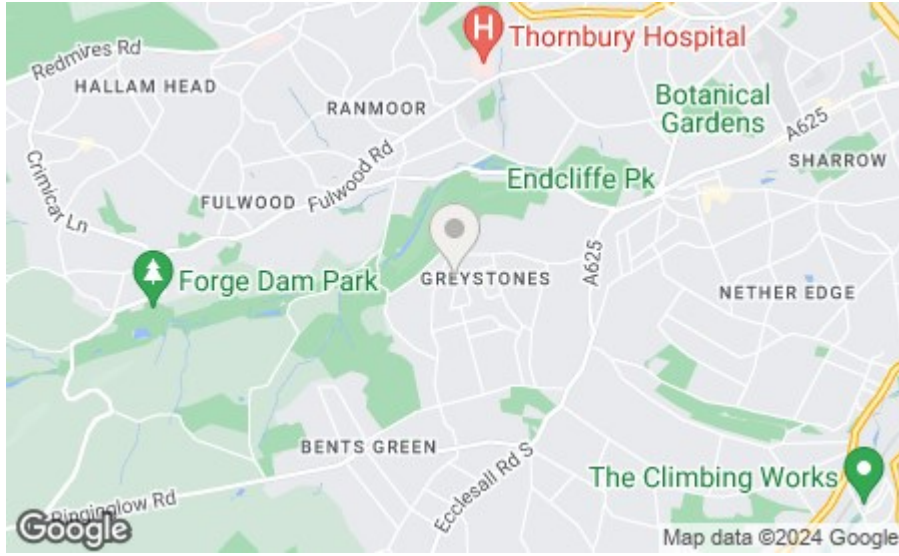 Redmires Rd
H
Thornbury Hospital
HALLAM HEAD
RANMOOR
Botanical
Gardens
A625
SHARROW
Crimicar Ln
Fulwood Rd
Endcliffe Pk
FULWOOD
A625
Forge Dam Park
GREYSTONES
NETHER EDGE
BENTS GREEN
Ecclesall Rd S
The Climbing Works
Ringinglow Rd
Google
Map data ©2024 Google